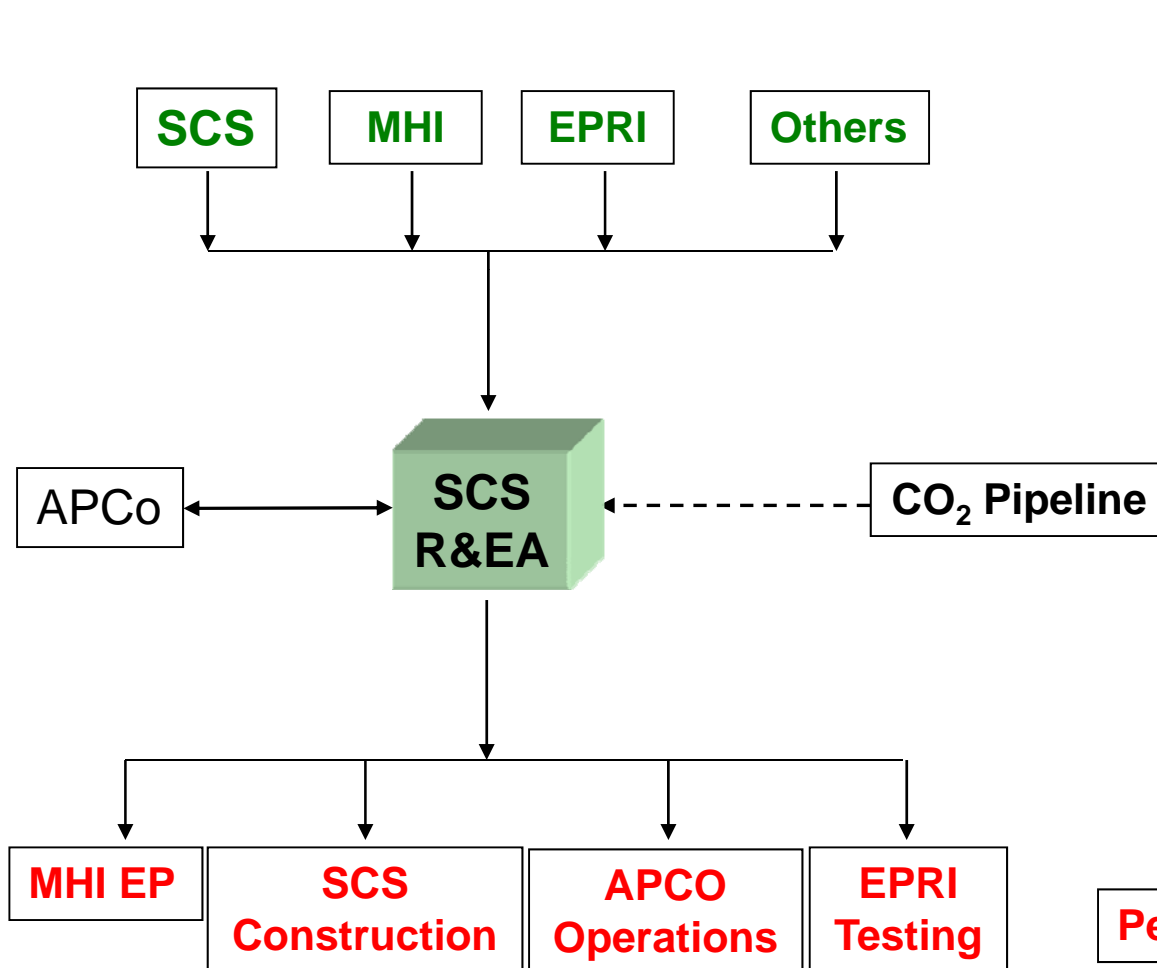 SCS
MHI
EPRI
Others
APCo
SCS
R&EA
CO₂ Pipeline
MHI EP
SCS
Construction
APCO
Operations
EPRI
Testing